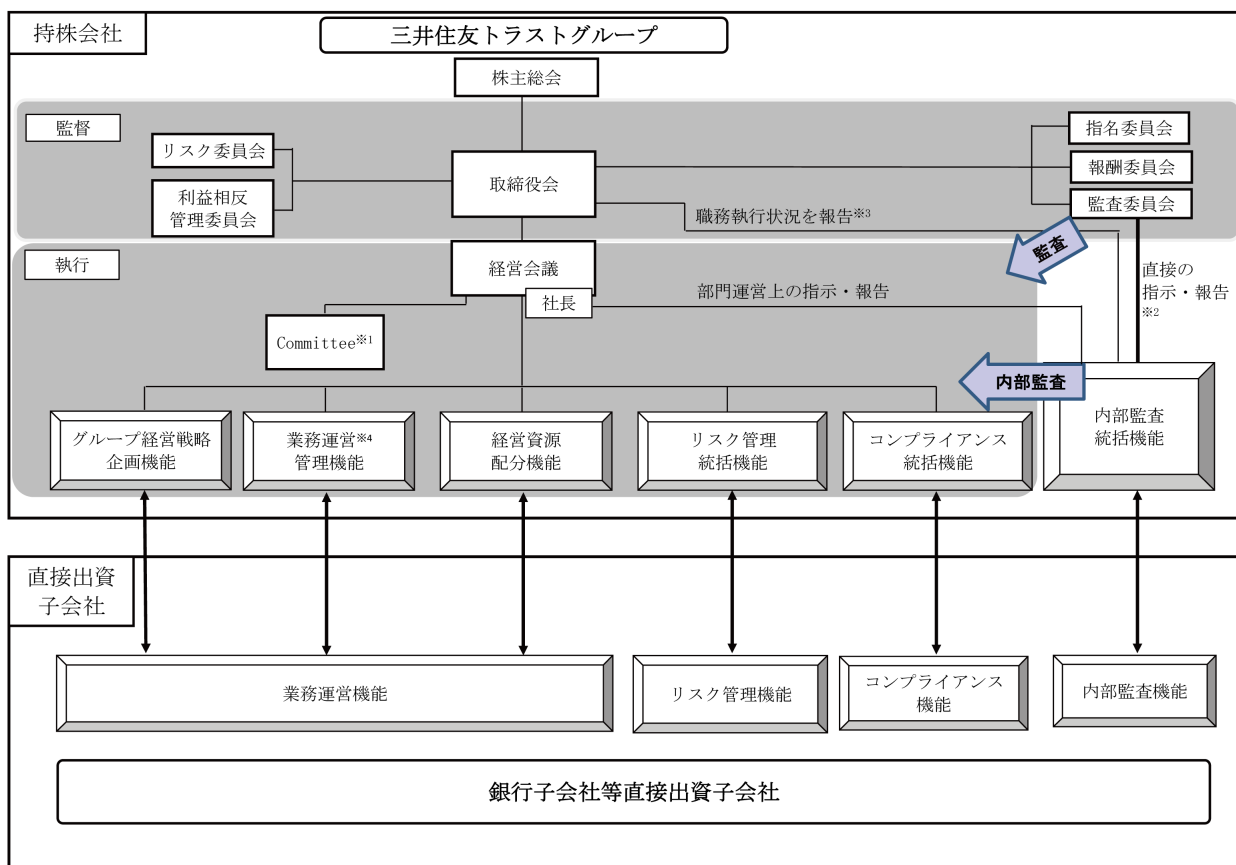 持株会社
三井住友トラストグループ
株主総会
監督
リスク委員会
利益相反
管理委員会
取締役会
指名委員会
報酬委員会
監査委員会
職務執行状況を報告※3
監査
執行
経営会議
社長
部門運営上の指示・報告
直接の
指示・報告
※2
Committee※1
内部監査
内部監査
統括機能
グループ経営戦略
企画機能
業務運営※4
管理機能
経営資源
配分機能
リスク管理
統括機能
コンプライアンス
統括機能
直接出資
子会社
業務運営機能
リスク管理機能
コンプライアンス
機能
内部監査機能
銀行子会社等直接出資子会社